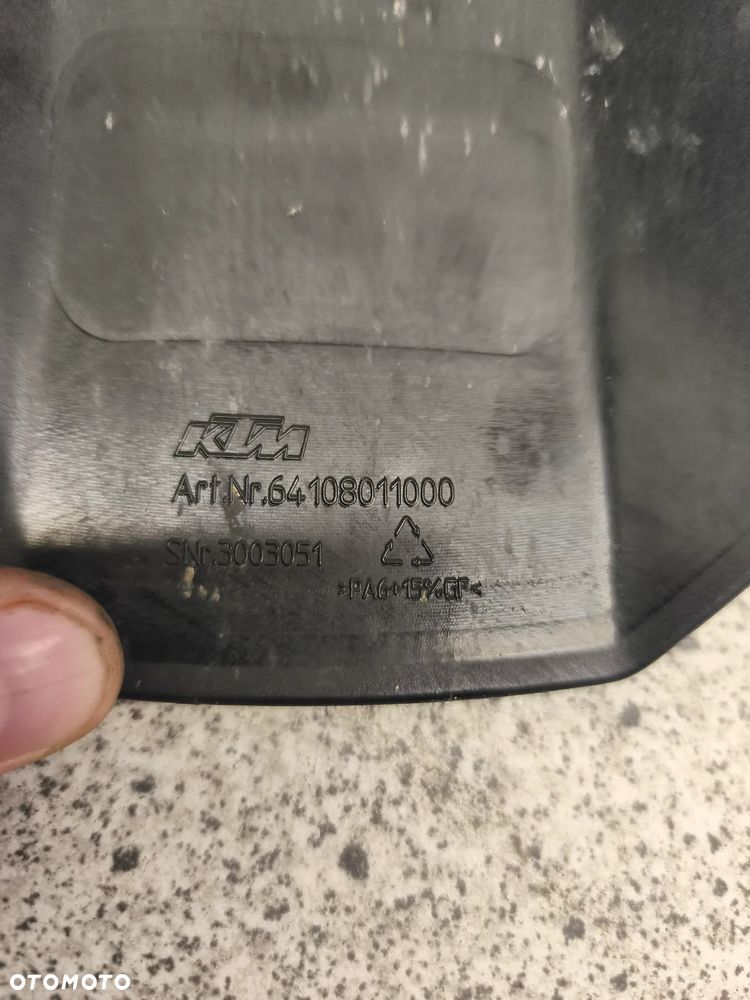 KTM
Art.Nr.64108011000
SNr.3003051
>PA6+15%GF<
OTOMOTO